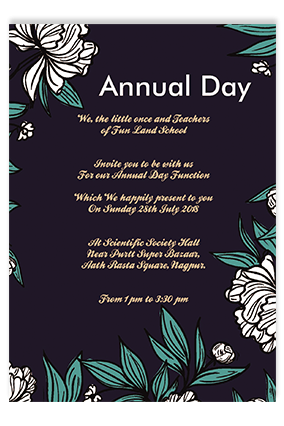 Annual Day
We, the little once and Teachers
of Fun Land School
Invite you to be with us
For our Annual Day Function
Which We happily present to you
On Sunday 28th July 2018
At Scientific Society Hall
Near Purti Super Bazaar,
Aath Rasta Square, Nagpur.
From 1 pm to 3:30 pm